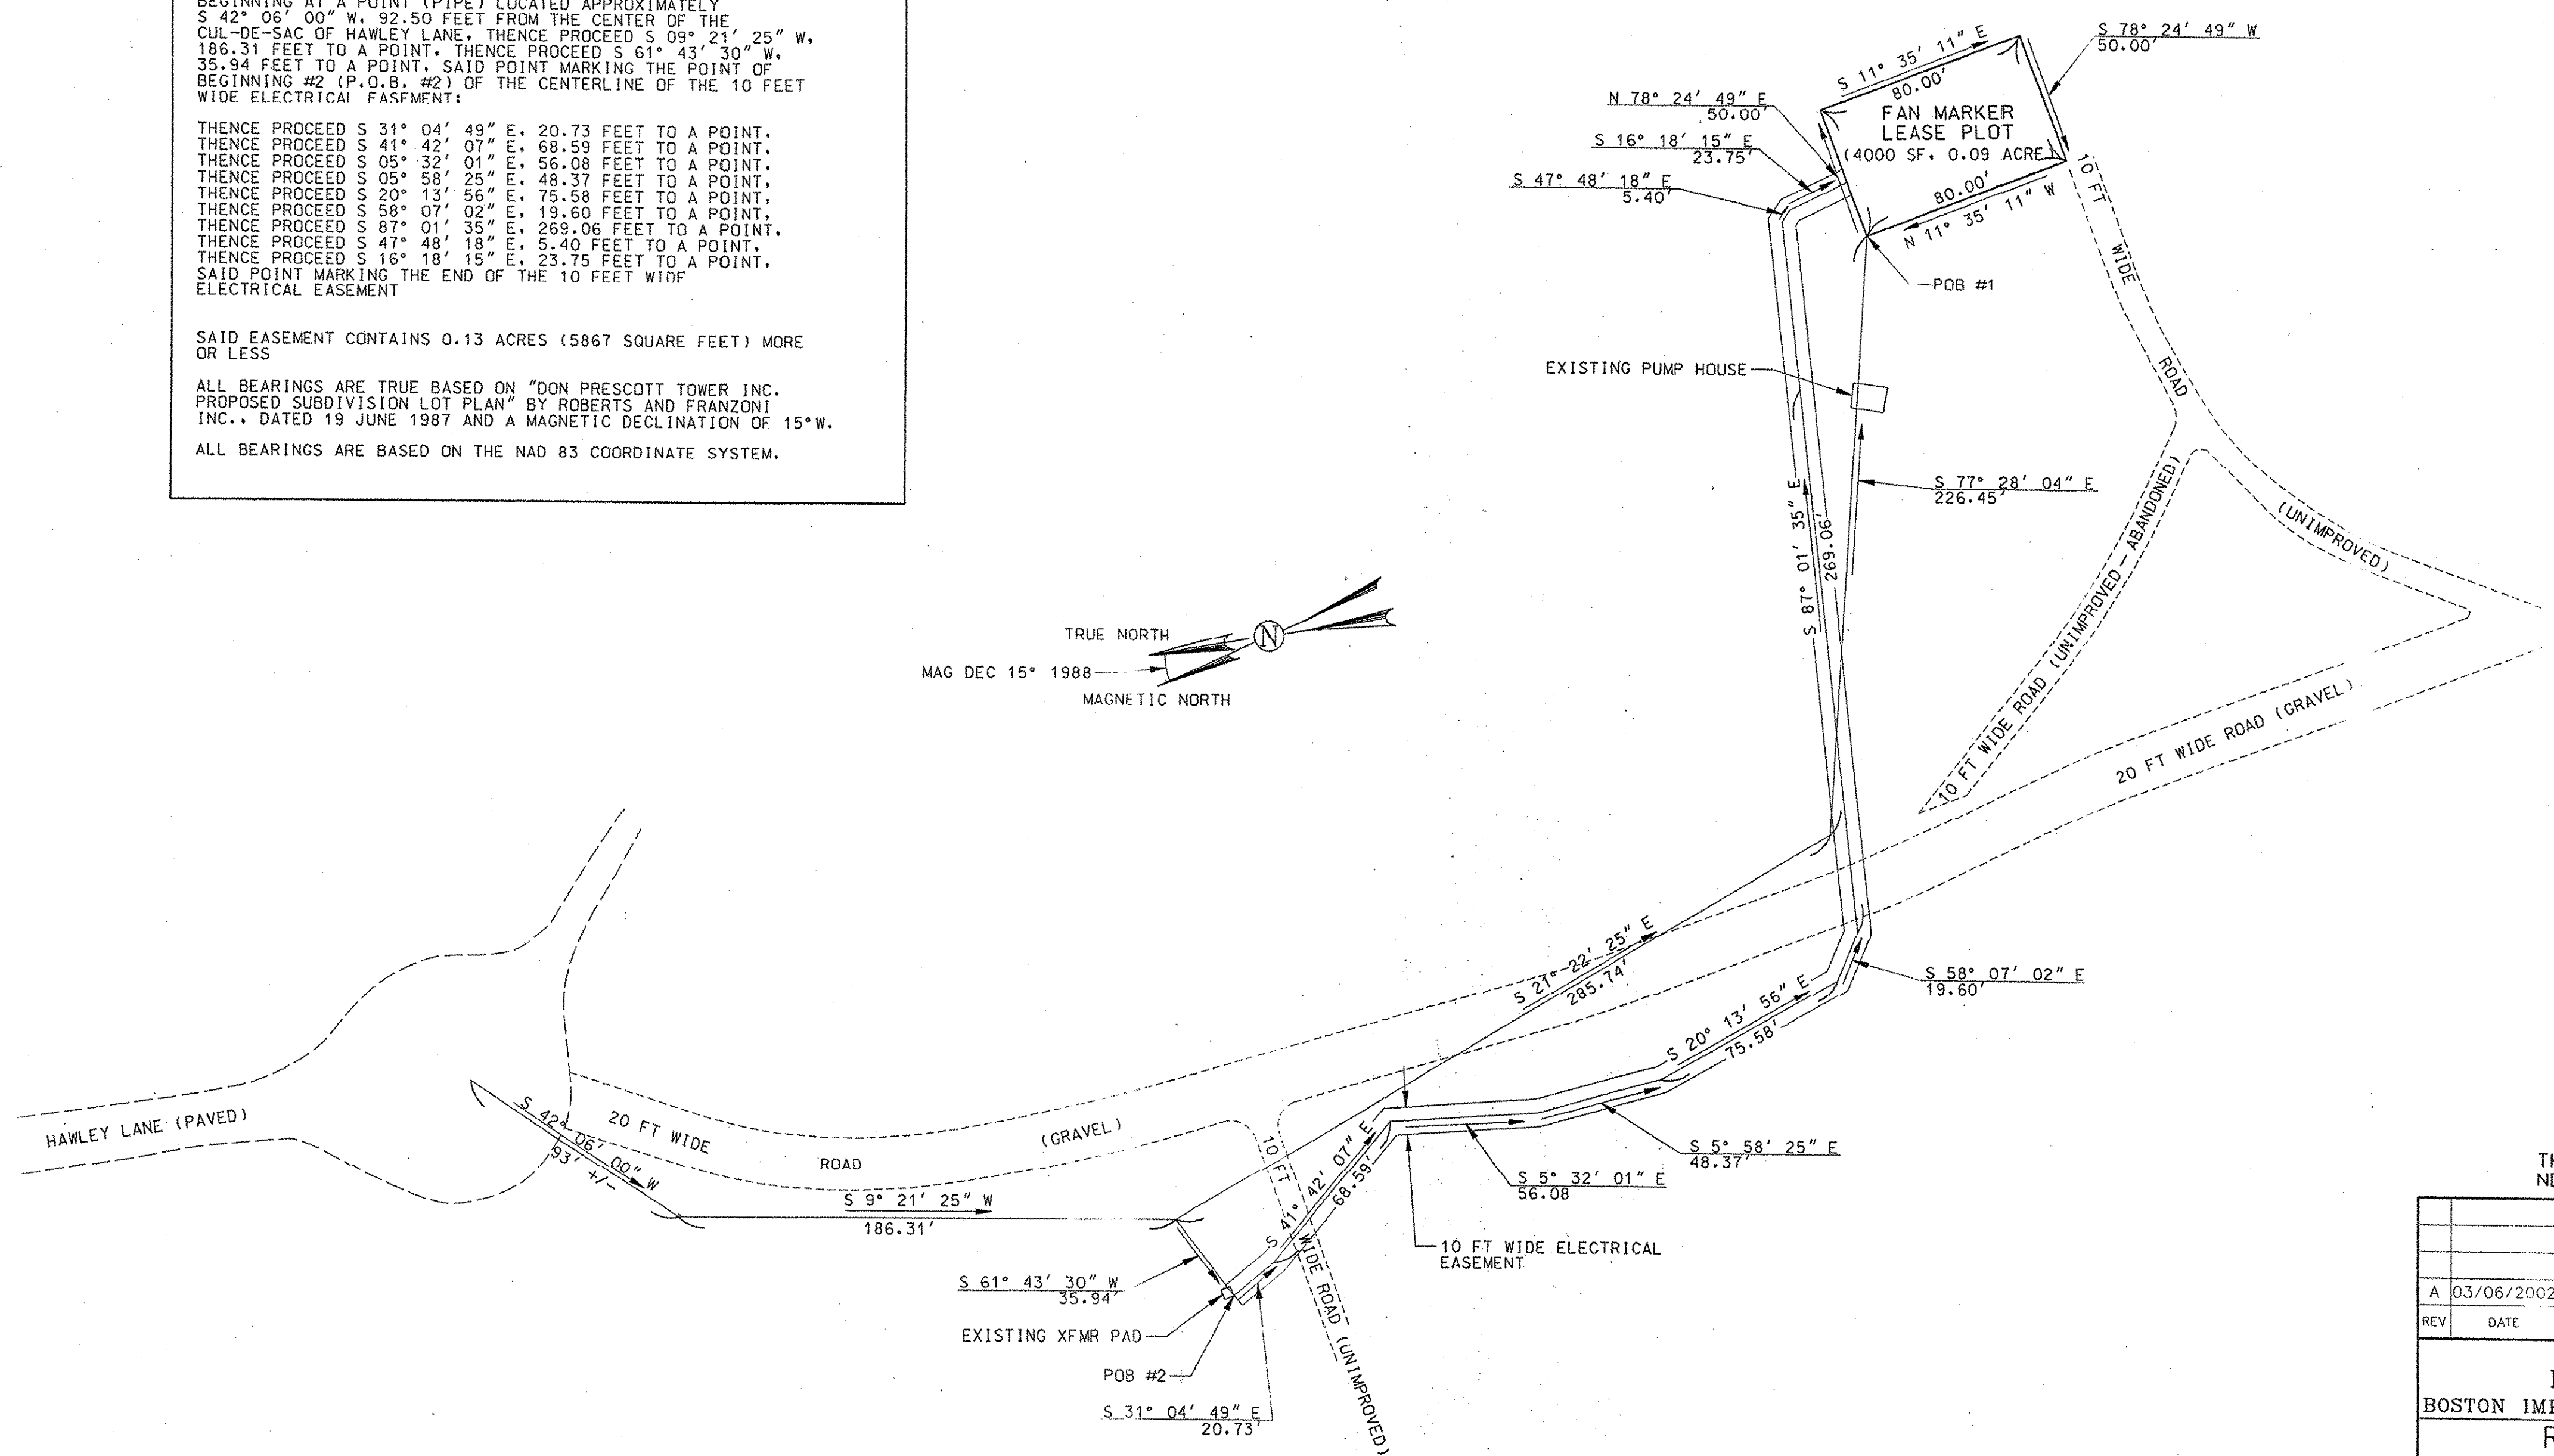 BEGINNING AT A POINT (PIPE) LOCATED APPROXIMATELY
S 42° 06' 00" W, 92.50 FEET FROM THE CENTER OF THE
CUL-DE-SAC OF HAWLEY LANE, THENCE PROCEED S 09° 21' 25" W,
186.31 FEET TO A POINT, THENCE PROCEED S 61° 43' 30" W,
35.94 FEET TO A POINT, SAID POINT MARKING THE POINT OF
BEGINNING #2 (P.O.B. #2) OF THE CENTERLINE OF THE 10 FEET
WIDE ELECTRICAL EASEMENT:
THENCE PROCEED S 31° 04' 49" E, 20.73 FEET TO A POINT,
THENCE PROCEED S 41° 42' 07" E, 68.59 FEET TO A POINT,
THENCE PROCEED S 05° 32' 01" E, 56.08 FEET TO A POINT,
THENCE PROCEED S 05° 58' 25" E, 48.37 FEET TO A POINT,
THENCE PROCEED S 20° 13' 56" E, 75.58 FEET TO A POINT,
THENCE PROCEED S 58° 07' 02" E, 19.60 FEET TO A POINT,
THENCE PROCEED S 87° 01' 35" E, 269.06 FEET TO A POINT,
THENCE PROCEED S 47° 48' 18" E, 5.40 FEET TO A POINT,
THENCE PROCEED S 16° 18' 15" E, 23.75 FEET TO A POINT,
SAID POINT MARKING THE END OF THE 10 FEET WIDE
ELECTRICAL EASEMENT
SAID EASEMENT CONTAINS 0.13 ACRES (5867 SQUARE FEET) MORE
OR LESS
ALL BEARINGS ARE TRUE BASED ON "DON PRESCOTT TOWER INC.
PROPOSED SUBDIVISION LOT PLAN" BY ROBERTS AND FRANZONI
INC., DATED 19 JUNE 1987 AND A MAGNETIC DECLINATION OF 15°W.
ALL BEARINGS ARE BASED ON THE NAD 83 COORDINATE SYSTEM.
S 11° 35' 11" E
80.00'
S 78° 24' 49" W
50.00'
N 78° 24' 49" E
50.00'
FAN MARKER
LEASE PLOT
(4000 SF, 0.09 ACRE)
S 16° 18' 15" E
23.75'
S 47° 48' 18" E
5.40'
80.00'
N 11° 35' 11" W
10 FT
WIDE
ROAD
(UNIMPROVED)
POB #1
EXISTING PUMP HOUSE
S 77° 28' 04" E
226.45'
S 87° 01' 35" E
269.06'
10 FT WIDE ROAD (UNIMPROVED - ABANDONED)
20 FT WIDE ROAD (GRAVEL)
TRUE NORTH
N
MAG DEC 15° 1988
MAGNETIC NORTH
S 21° 22' 25" E
285.74'
S 58° 07' 02" E
19.60'
S 20° 13' 56" E
75.58'
HAWLEY LANE (PAVED)
S 42° 06' 00" W
93' +/-
20 FT WIDE
ROAD
(GRAVEL)
10 FT
WIDE ROAD (UNIMPROVED)
S 41° 42' 07" E
68.59'
S 5° 58' 25" E
48.37'
S 5° 32' 01" E
56.08
S 9° 21' 25" W
186.31'
10 FT WIDE ELECTRICAL
EASEMENT
S 61° 43' 30" W
35.94'
EXISTING XFMR PAD
POB #2
S 31° 04' 49" E
20.73'
A 03/06/2002
REV DATE
BOSTON